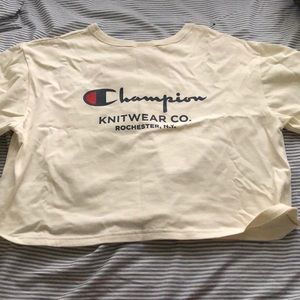 Champion
KNITWEAR CO.
ROCHESTER, N.Y.